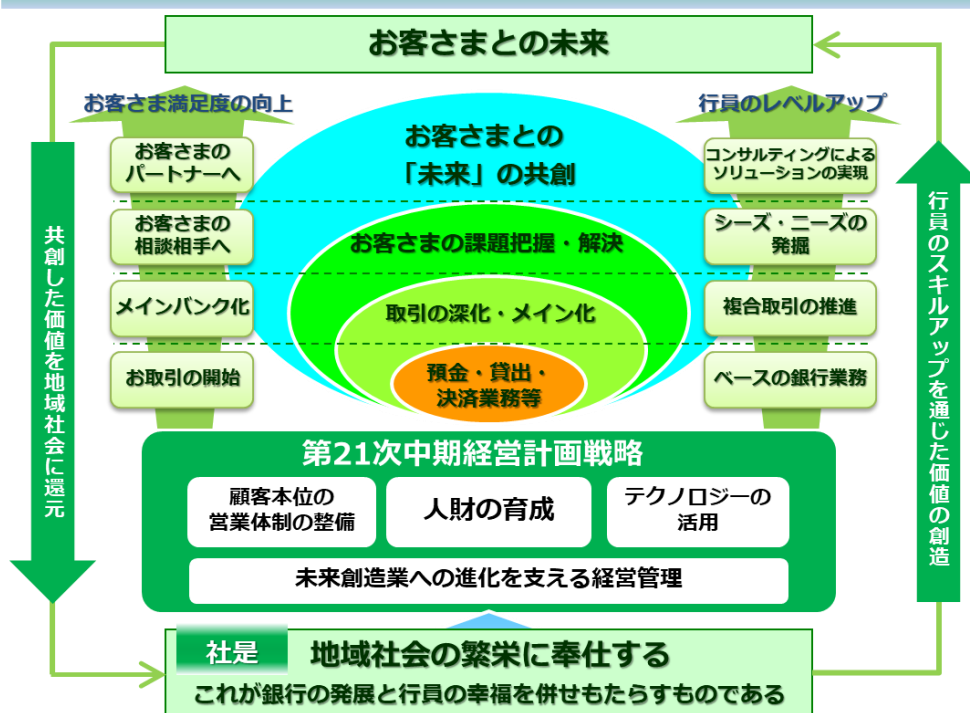 お客さまとの未来
お客さま満足度の向上
行員のレベルアップ
お客さまの
パートナーへ
お客さまの
相談相手へ
メインバンク化
お取引の開始
お客さまとの
「未来」の共創
お客さまの課題把握・解決
取引の深化・メイン化
預金・貸出・
決済業務等
コンサルティングによる
ソリューションの実現
シーズ・ニーズの
発掘
複合取引の推進
ベースの銀行業務
共創した価値を地域社会に還元
行員のスキルアップを通じた価値の創造
第21次中期経営計画戦略
顧客本位の
営業体制の整備
人財の育成
テクノロジーの
活用
未来創造業への進化を支える経営管理
社是 地域社会の繁栄に奉仕する
これが銀行の発展と行員の幸福を併せもたらすものである